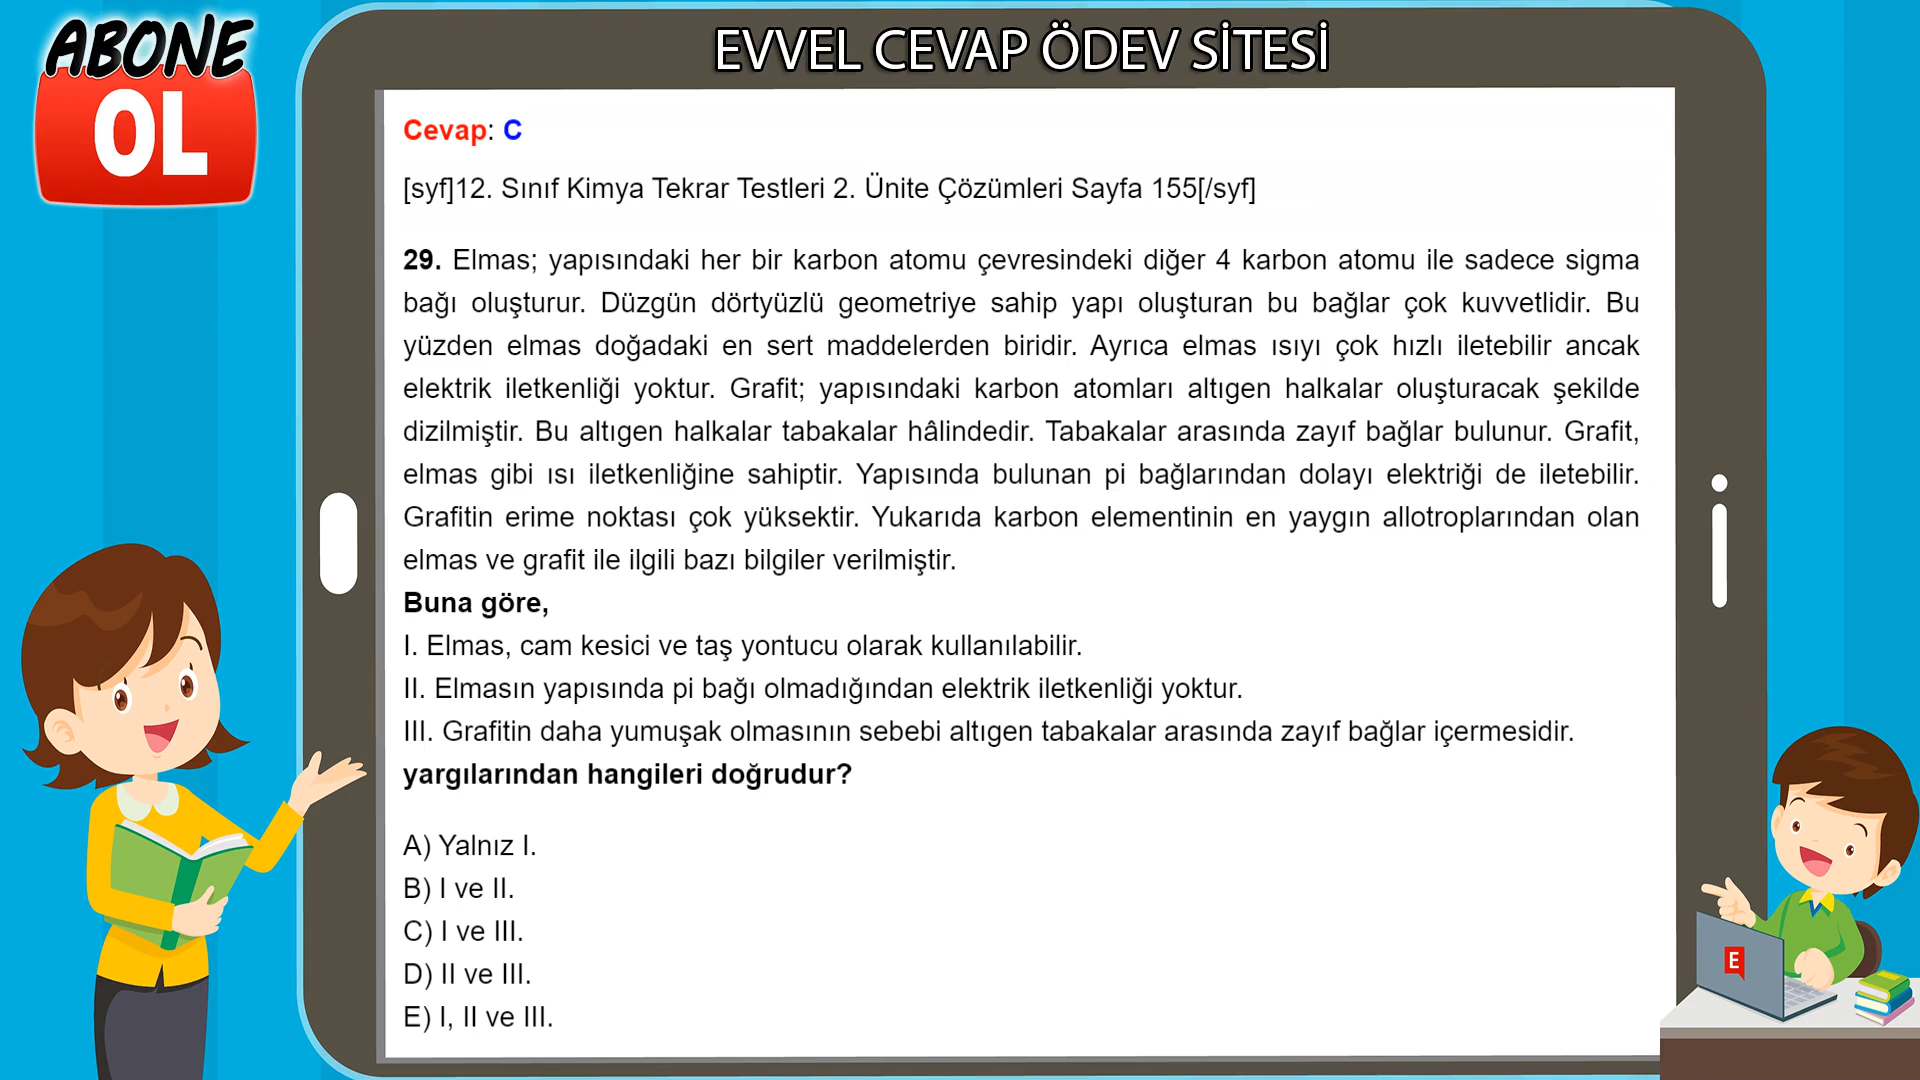 ABONE
OL
EVVEL CEVAP ÖDEV SİTESİ
Cevap: C
[syf]12. Sınıf Kimya Tekrar Testleri 2. Ünite Çözümleri Sayfa 155[/syf]
29. Elmas; yapısındaki her bir karbon atomu çevresindeki diğer 4 karbon atomu ile sadece sigma
bağı oluşturur. Düzgün dörtyüzlü geometriye sahip yapı oluşturan bu bağlar çok kuvvetlidir. Bu
yüzden elmas doğadaki en sert maddelerden biridir. Ayrıca elmas ısıyı çok hızlı iletebilir ancak
elektrik iletkenliği yoktur. Grafit; yapısındaki karbon atomları altıgen halkalar oluşturacak şekilde
dizilmiştir. Bu altıgen halkalar tabakalar hâlindedir. Tabakalar arasında zayıf bağlar bulunur. Grafit,
elmas gibi ısı iletkenliğine sahiptir. Yapısında bulunan pi bağlarından dolayı elektriği de iletebilir.
Grafitin erime noktası çok yüksektir. Yukarıda karbon elementinin en yaygın allotroplarından olan
elmas ve grafit ile ilgili bazı bilgiler verilmiştir.
Buna göre,
I. Elmas, cam kesici ve taş yontucu olarak kullanılabilir.
II. Elmasın yapısında pi bağı olmadığından elektrik iletkenliği yoktur.
III. Grafitin daha yumuşak olmasının sebebi altıgen tabakalar arasında zayıf bağlar içermesidir.
yargılarından hangileri doğrudur?
A) Yalnız I.
B) I ve II.
C) I ve III.
D) II ve III.
E) I, II ve III.
E